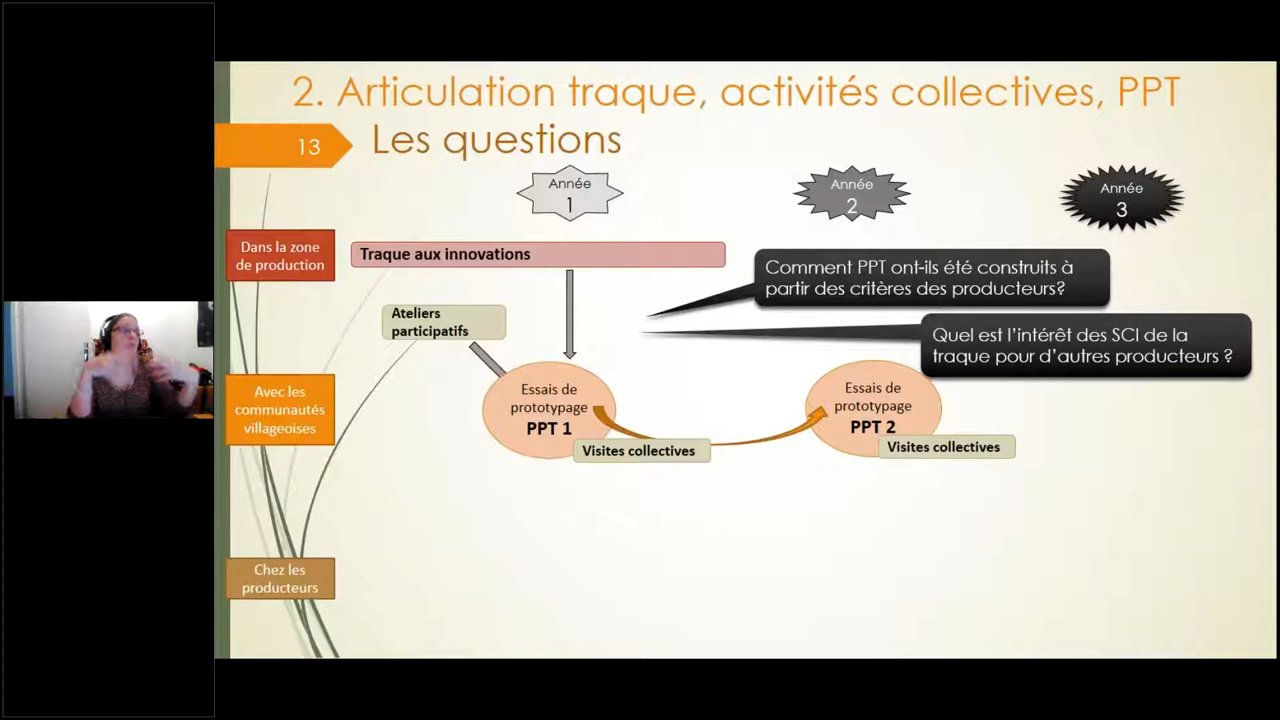 2. Articulation traque, activités collectives, PPT
13
Les questions
Année
1
Année
2
Année
3
Dans la zone
de production
Traque aux innovations
Comment PPT ont-ils été construits à
partir des critères des producteurs?
Ateliers
participatifs
Quel est l'intérêt des SCI de la
traque pour d'autres producteurs ?
Avec les
communautés
villageoises
Essais de
prototypage
PPT 1
Visites collectives
Essais de
prototypage
PPT 2
Visites collectives
Chez les
producteurs